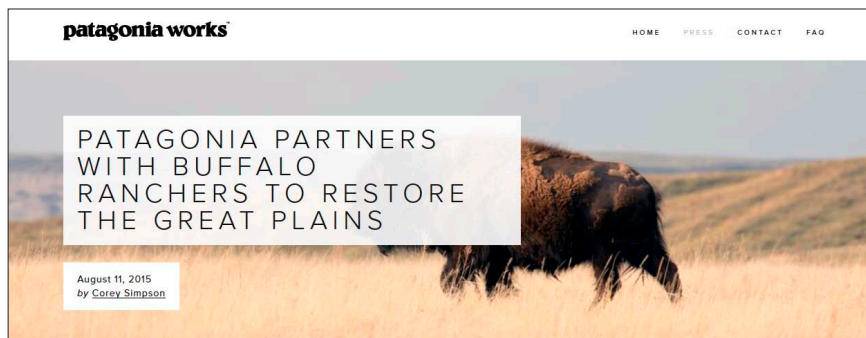 patagonia works™
HOME PRESS CONTACT FAQ
PATAGONIA PARTNERS
WITH BUFFALO
RANCHERS TO RESTORE
THE GREAT PLAINS
August 11, 2015
by Corey Simpson